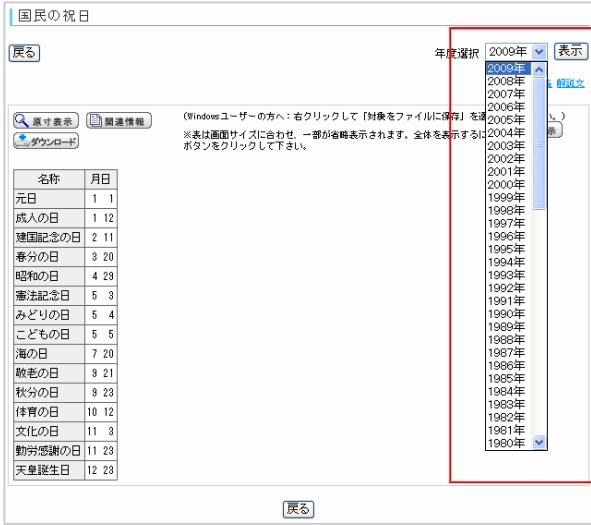 国民の祝日
戻る
年度選択 2009年 表示
解説文
原寸表示 関連情報
ダウンロード
(Windowsユーザーの方へ:右クリックして「対象をファイルに保存」を
※表は画面サイズに合わせ、一部が省略表示されます。全体を表示するに
ボタンをクリックして下さい。
2009年
2008年
2007年
2006年
2005年
2004年
2003年
2002年
2001年
2000年
1999年
1998年
1997年
1996年
1995年
1994年
1993年
1992年
1991年
1990年
1989年
1988年
1987年
1986年
1985年
1984年
1983年
1982年
1981年
1980年
名称 月日
元日 1 1
成人の日 1 12
建国記念の日 2 11
春分の日 3 20
昭和の日 4 29
憲法記念日 5 3
みどりの日 5 4
こどもの日 5 5
海の日 7 20
敬老の日 9 21
秋分の日 9 23
体育の日 10 12
文化の日 11 3
勤労感謝の日 11 23
天皇誕生日 12 23
戻る